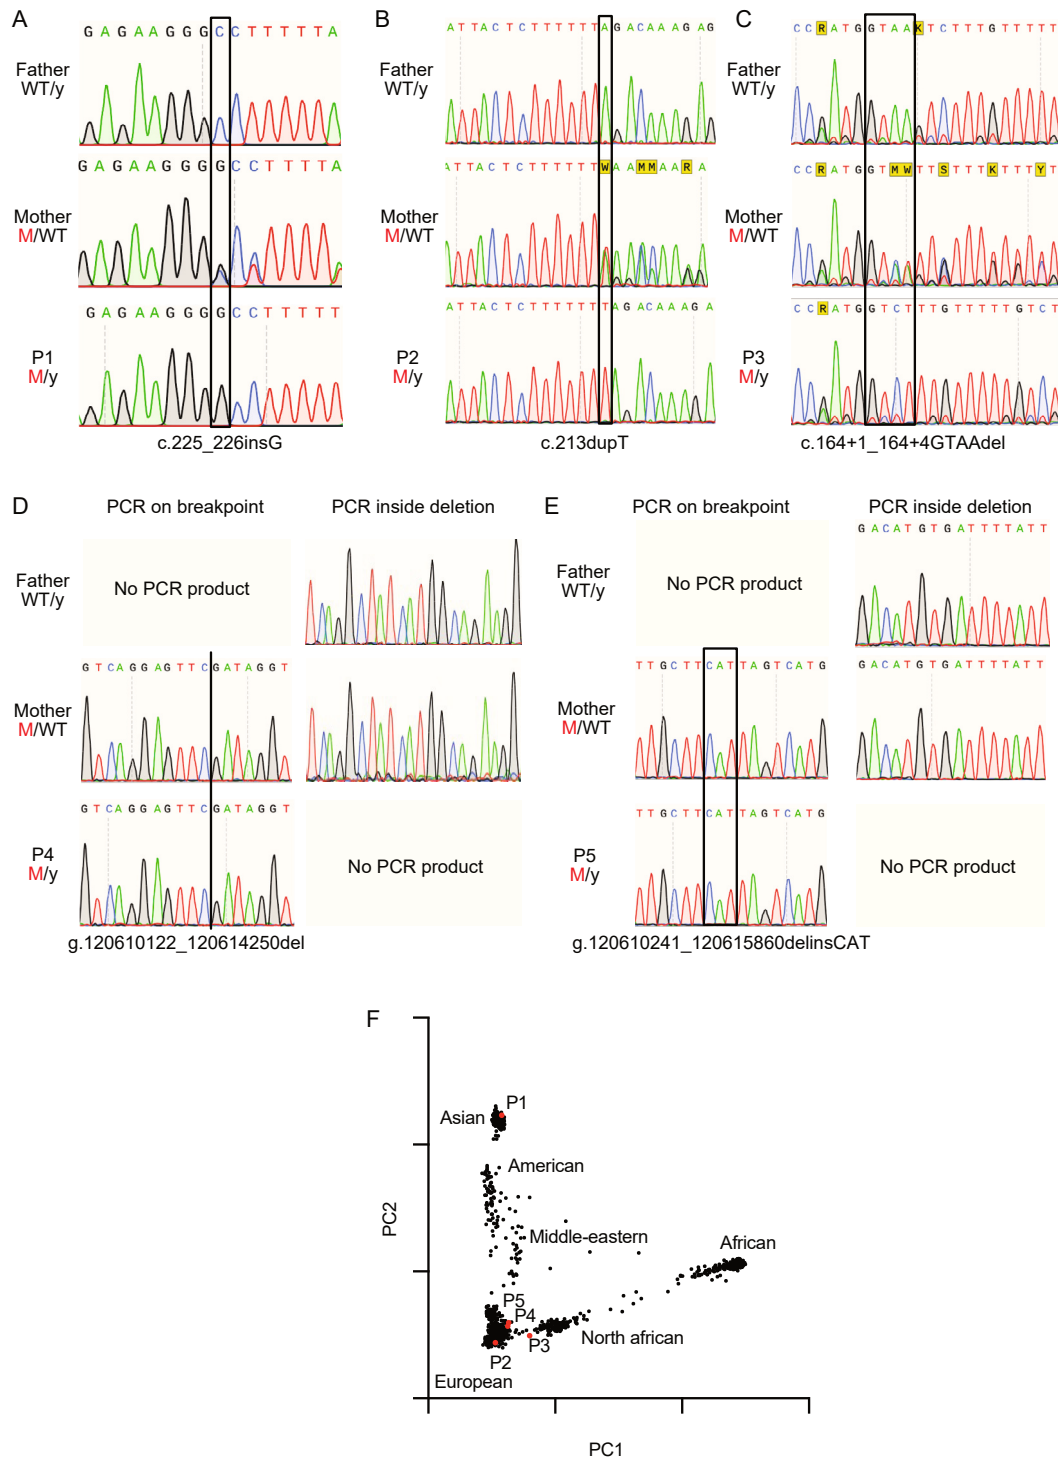 A
G A G A A G G G C C T T T T T A
Father
WT/y
G A G A A G G G G C C T T T T A
Mother
M/WT
G A G A A G G G G C C T T T T T
P1
M/y
c.225_226insG
B
A T T A C T C T T T T T T A G A C A A A G A G
Father
WT/y
A T T A C T C T T T T T T W A A M M A A R A
Mother
M/WT
A T T A C T C T T T T T T T A G A C A A A G A
P2
M/y
c.213dupT
C
C C R A T G G T A A K T C T T T G T T T T T
Father
WT/y
C C R A T G G T M W T T S T T T K T T T Y T
Mother
M/WT
C C R A T G G T C T T T G T T T T T G T C T
P3
M/y
c.164+1_164+4GTAAdel
D
PCR on breakpoint
PCR inside deletion
Father
WT/y
No PCR product
G T C A G G A G T T C G A T A G G T
Mother
M/WT
G T C A G G A G T T C G A T A G G T
P4
M/y
No PCR product
g.120610122_120614250del
E
PCR on breakpoint
PCR inside deletion
G A C A T G T G A T T T T A T T
Father
WT/y
No PCR product
T T G C T T C A T T A G T C A T G
G A C A T G T G A T T T T A T T
Mother
M/WT
T T G C T T C A T T A G T C A T G
P5
M/y
No PCR product
g.120610241_120615860delinsCAT
F
P1
Asian
American
Middle-eastern
African
PC2
P5
P4
North african
P3
P2
European
PC1